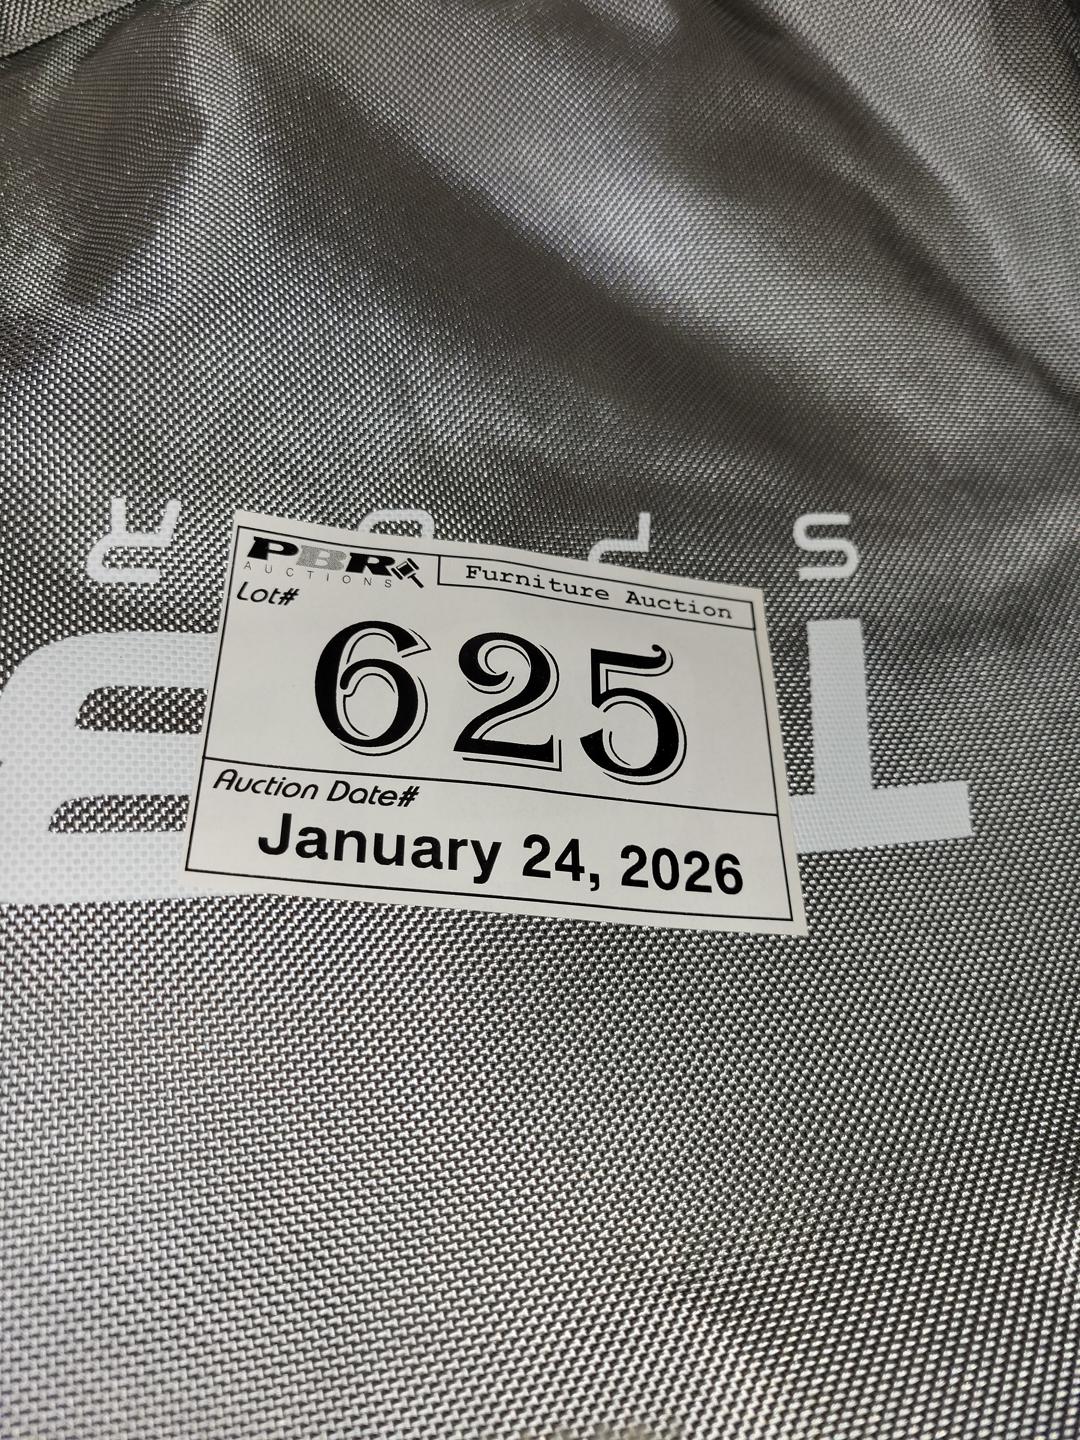 PBR
AUCTIONS
Furniture Auction
Lot#
625
Auction Date#
January 24, 2026